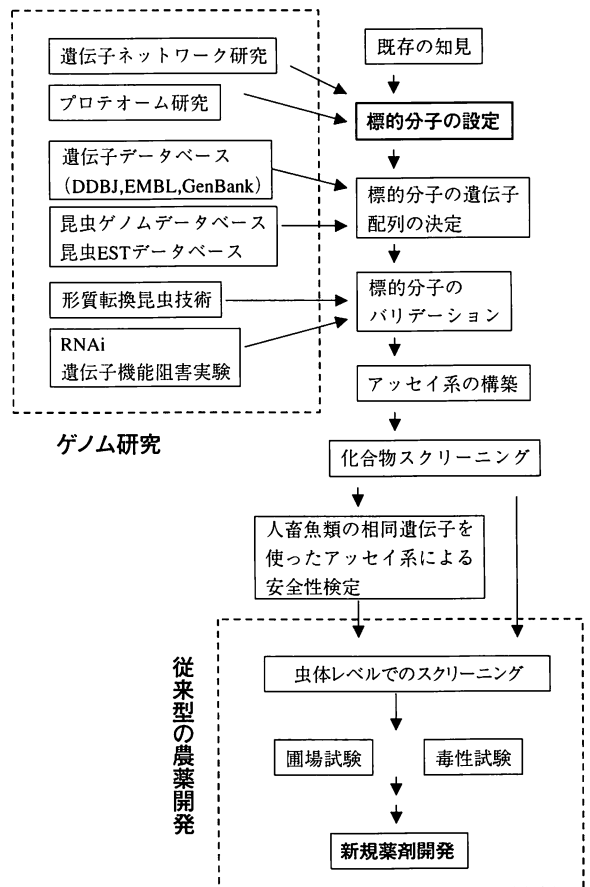 遺伝子ネットワーク研究
プロテオーム研究
遺伝子データベース
(DDBJ,EMBL,GenBank)
昆虫ゲノムデータベース
昆虫ESTデータベース
形質転換昆虫技術
RNAi
遺伝子機能阻害実験
ゲノム研究
既存の知見
標的分子の設定
標的分子の遺伝子
配列の決定
標的分子の
バリデーション
アッセイ系の構築
化合物スクリーニング
人畜魚類の相同遺伝子を
使ったアッセイ系による
安全性検定
従来型の農薬開発
虫体レベルでのスクリーニング
圃場試験
毒性試験
新規薬剤開発